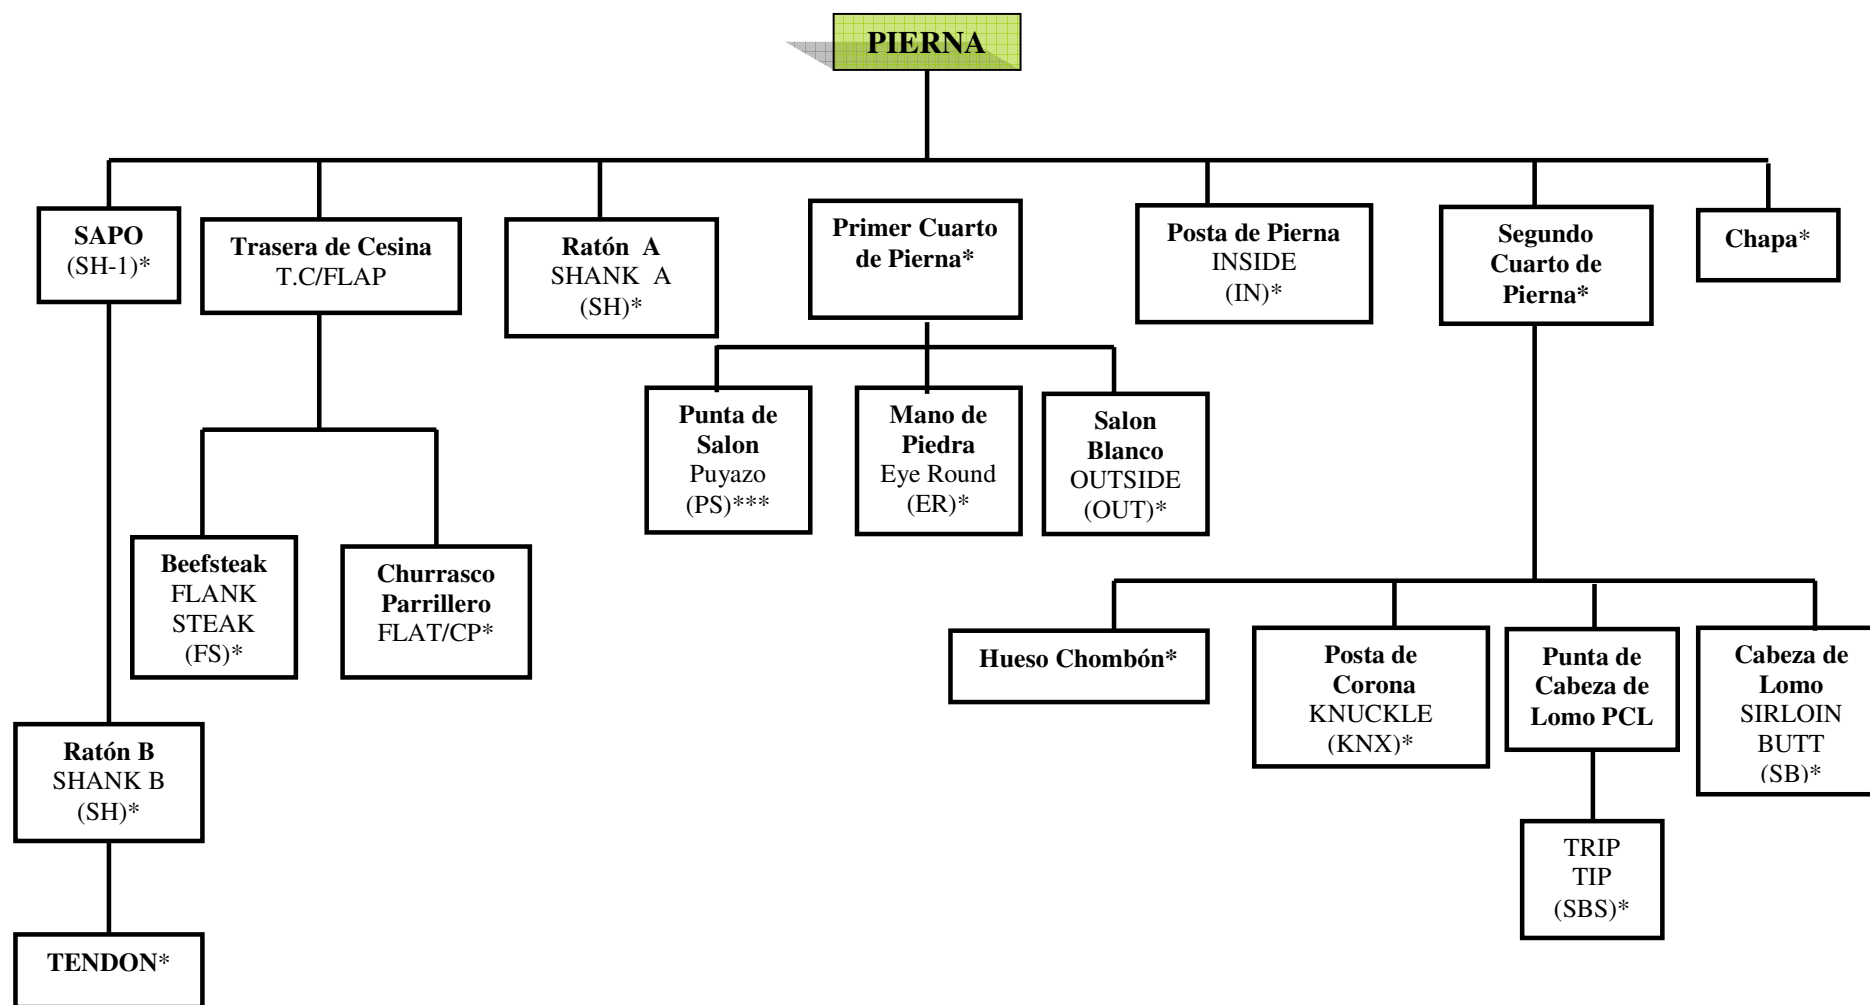 PIERNA
SAPO
(SH-1)*
Trasera de Cesina
T.C/FLAP
Ratón A
SHANK A
(SH)*
Primer Cuarto
de Pierna*
Posta de Pierna
INSIDE
(IN)*
Segundo
Cuarto de
Pierna*
Chapa*
Punta de
Salon
Puyazo
(PS)***
Mano de
Piedra
Eye Round
(ER)*
Salon
Blanco
OUTSIDE
(OUT)*
Beefsteak
FLANK
STEAK
(FS)*
Churrasco
Parrillero
FLAT/CP*
Hueso Chombón*
Posta de
Corona
KNUCKLE
(KNX)*
Punta de
Cabeza de
Lomo PCL
Cabeza de
Lomo
SIRLOIN
BUTT
(SB)*
Ratón B
SHANK B
(SH)*
TRIP
TIP
(SBS)*
TENDON*